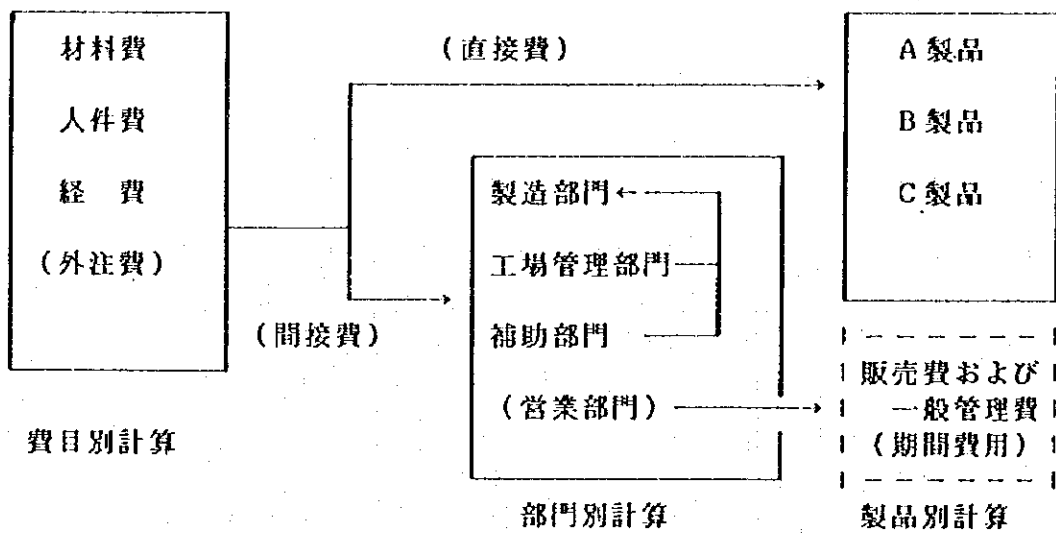 材料費
人件費
経 費
(外注費)
費目別計算
(直接費)
(間接費)
製造部門
工場管理部門
補助部門
(営業部門)
部門別計算
A製品
B製品
C製品
販売費および
一般管理費
(期間費用)
製品別計算